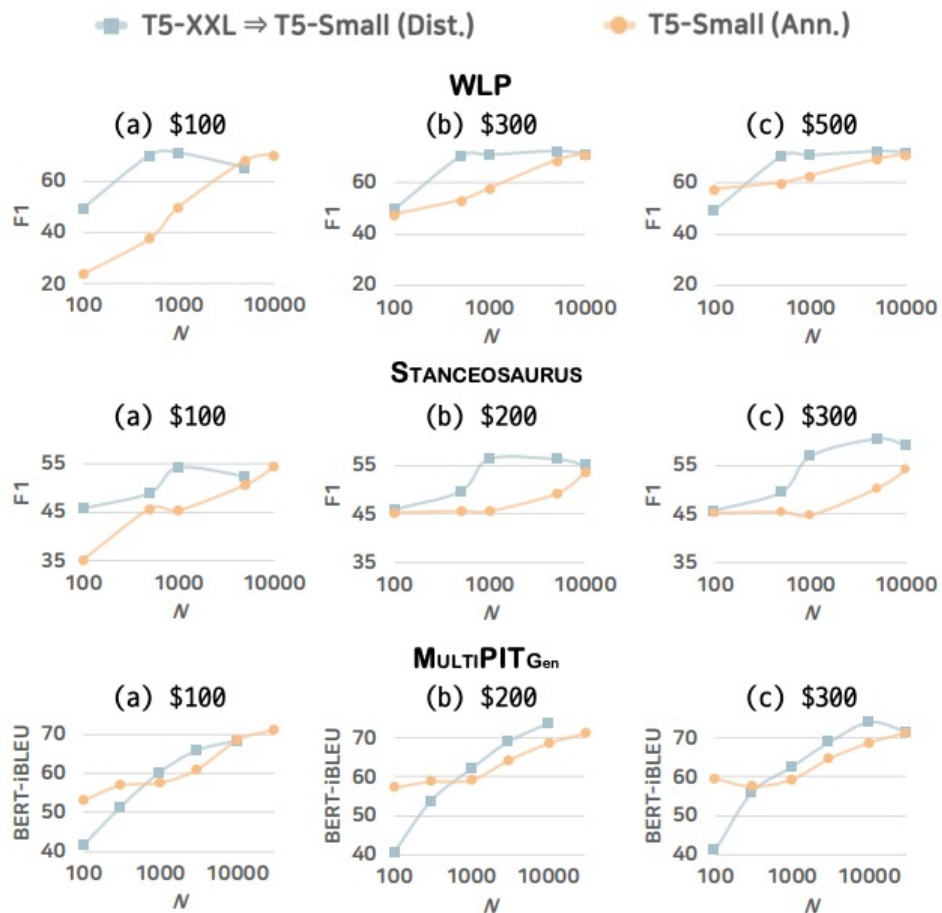 T5-XXL ⇒ T5-Small (Dist.) T5-Small (Ann.)
WLP
(a) $100 (b) $300 (c) $500
F1 60 40 20 F1 60 40 20 F1 60 40 20
100 1000 10000 100 1000 10000 100 1000 10000
N N N
STANCEOSAURUS
(a) $100 (b) $200 (c) $300
F1 55 45 35 F1 55 45 35 F1 55 45 35
100 1000 10000 100 1000 10000 100 1000 10000
N N N
MULTIPITGen
(a) $100 (b) $200 (c) $300
BERT-iBLEU 70 60 50 40 BERT-iBLEU 70 60 50 40 BERT-iBLEU 70 60 50 40
100 1000 10000 100 1000 10000 100 1000 10000
N N N